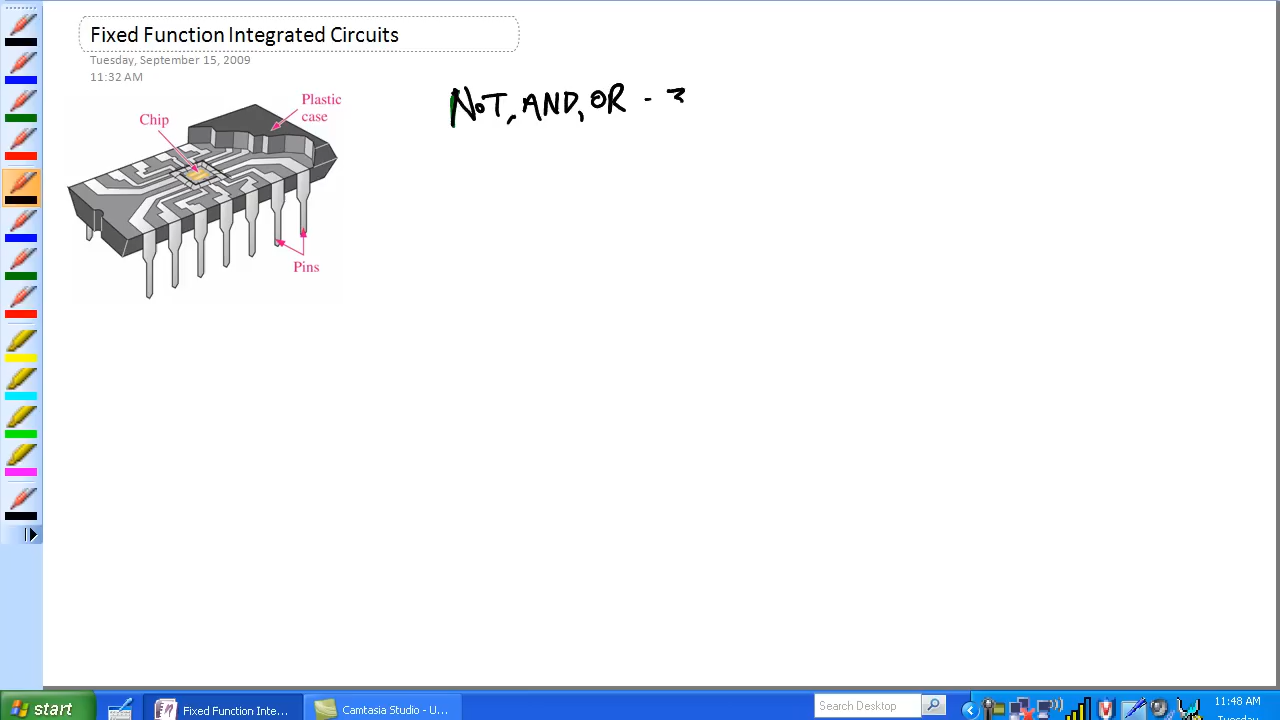 Fixed Function Integrated Circuits
Tuesday, September 15, 2009
11:32 AM
NOT, AND, OR - 3
Plastic
case
Chip
Pins
start
Fixed Function Inte...
Camtasia Studio - U...
Search Desktop
11:48 AM
Tuesday